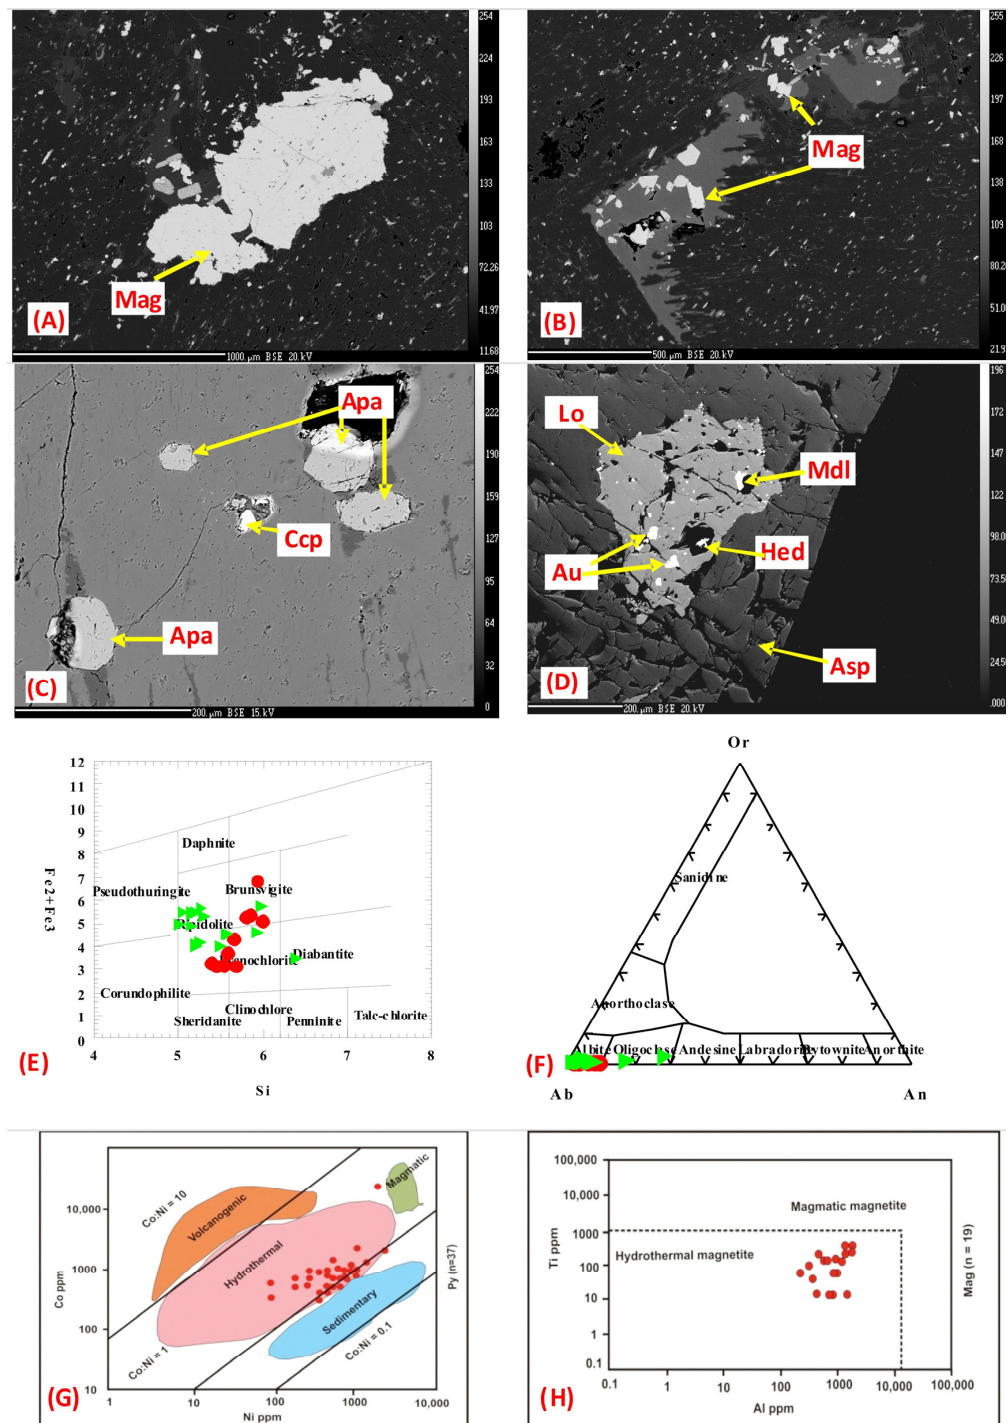 254
225
193
163
133
103
72.26
41.97
11.68
Mag
(A)
1000.µm BSE 20.kV
255
226
197
168
138
109
80.20
51.08
21.9
Mag
(B)
500.µm BSE 20.kV
254
222
190
159
127
95
64
32
0
Apa
Ccp
Apa
(C)
200.µm BSE 15.kV
196
171
147
122
98.00
73.
49.00
24.50
.000
Lo
Mdl
Au
Hed
Asp
(D)
200.µm BSE 20.kV
12
11
10
9
8
7
6
5
4
3
2
1
0
Fe2+Fe3
Daphnite
Pseudothuringite
Brunsvigite
Ripidolite
Diabantite
Pycnochlorite
Corundophilite
Clinochlore
Sheridanite
Penninite
Talc-chlorite
4
5
6
7
8
Si
(E)
Or
Sanidine
Anorthoclase
Albite
Oligoclase
Andesine
Labradorite
Bytownite
Anorthite
Ab
An
(F)
Co:Ni = 10
Volcanogenic
Magmatic
Hydrothermal
Sedimentary
Co:Ni = 1
Co:Ni = 0.1
10,000
1000
100
10
Co ppm
1
10
100
1000
10,000
Ni ppm
Py (n=37)
(G)
100,000
10,000
1000
100
10
1
0.1
Ti ppm
Magmatic magnetite
Hydrothermal magnetite
0.1
1
10
100
1000
10,000
100,000
Al ppm
Mag (n = 19)
(H)